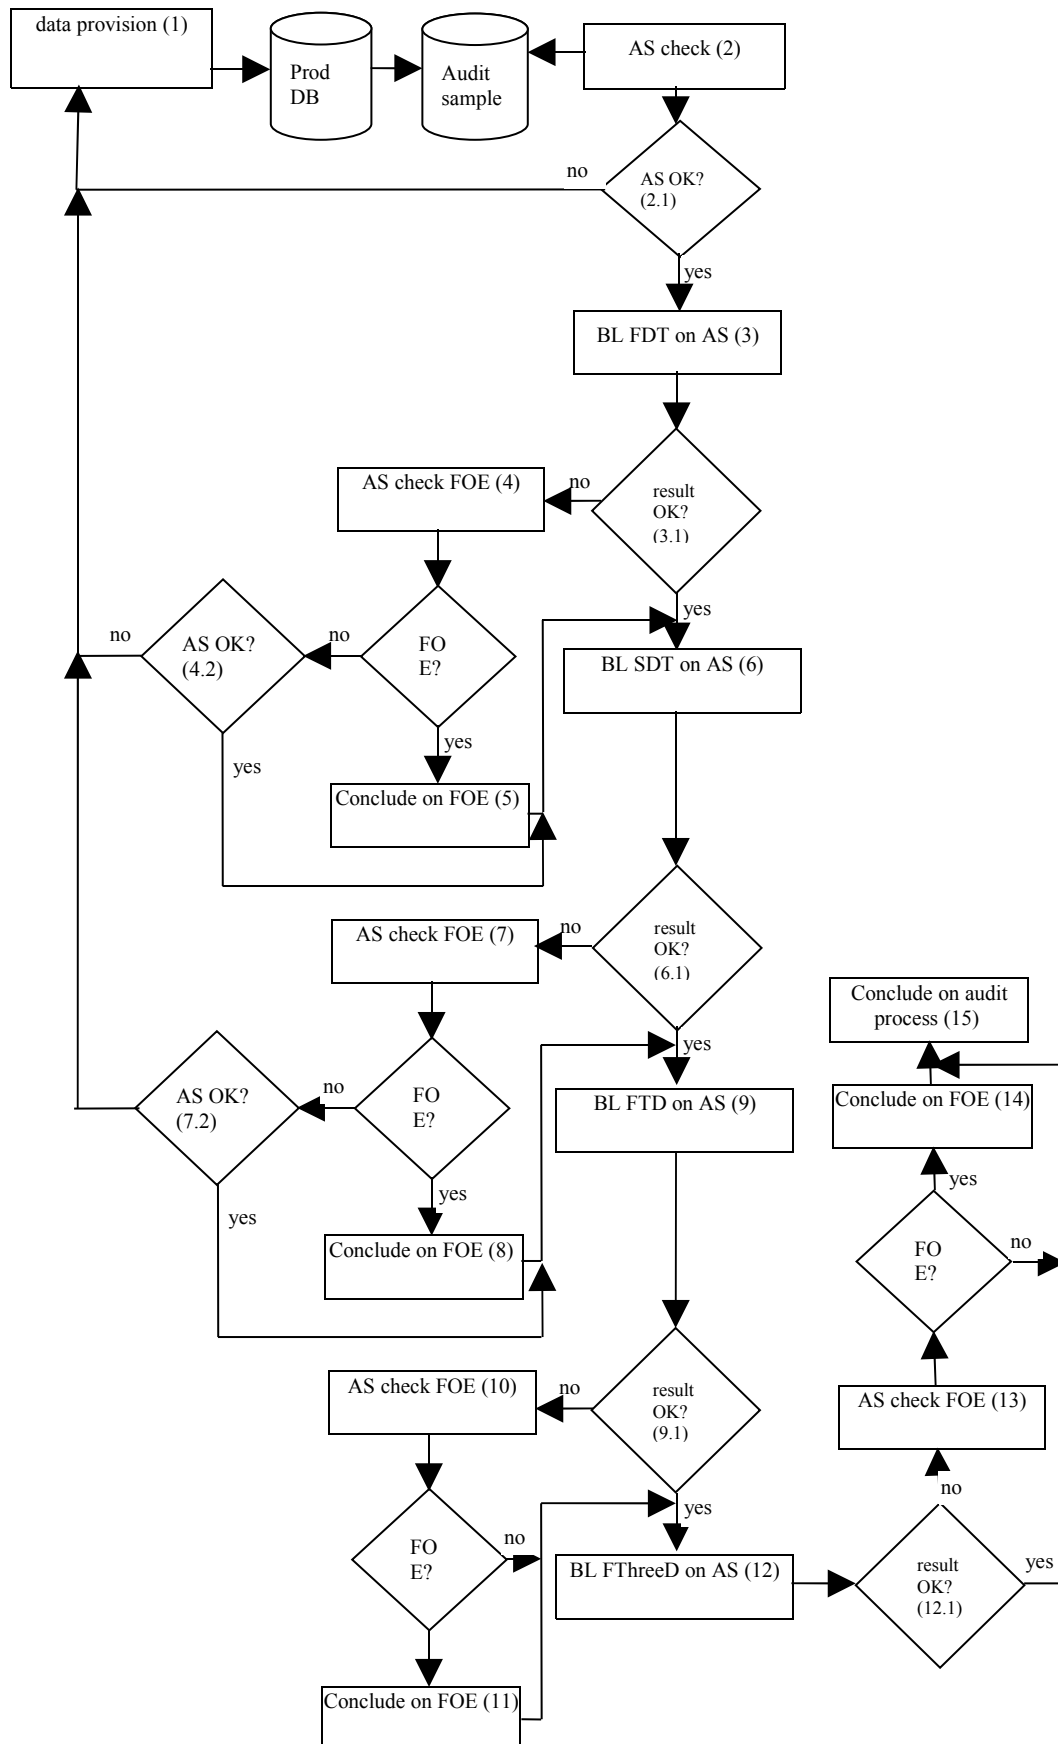 data provision (1)
Prod
DB
Audit
sample
AS check (2)
no
AS OK?
(2.1)
yes
BL FDT on AS (3)
AS check FOE (4)
no
result
OK?
(3.1)
yes
no
AS OK?
(4.2)
no
FO
E?
BL SDT on AS (6)
yes
yes
Conclude on FOE (5)
AS check FOE (7)
no
result
OK?
(6.1)
yes
AS OK?
(7.2)
no
FO
E?
BL FTD on AS (9)
yes
yes
Conclude on FOE (8)
AS check FOE (10)
no
result
OK?
(9.1)
yes
FO
E?
no
BL FThreeD on AS (12)
Conclude on FOE (11)
Conclude on audit
process (15)
Conclude on FOE (14)
yes
FO
E?
no
AS check FOE (13)
no
result
OK?
(12.1)
yes